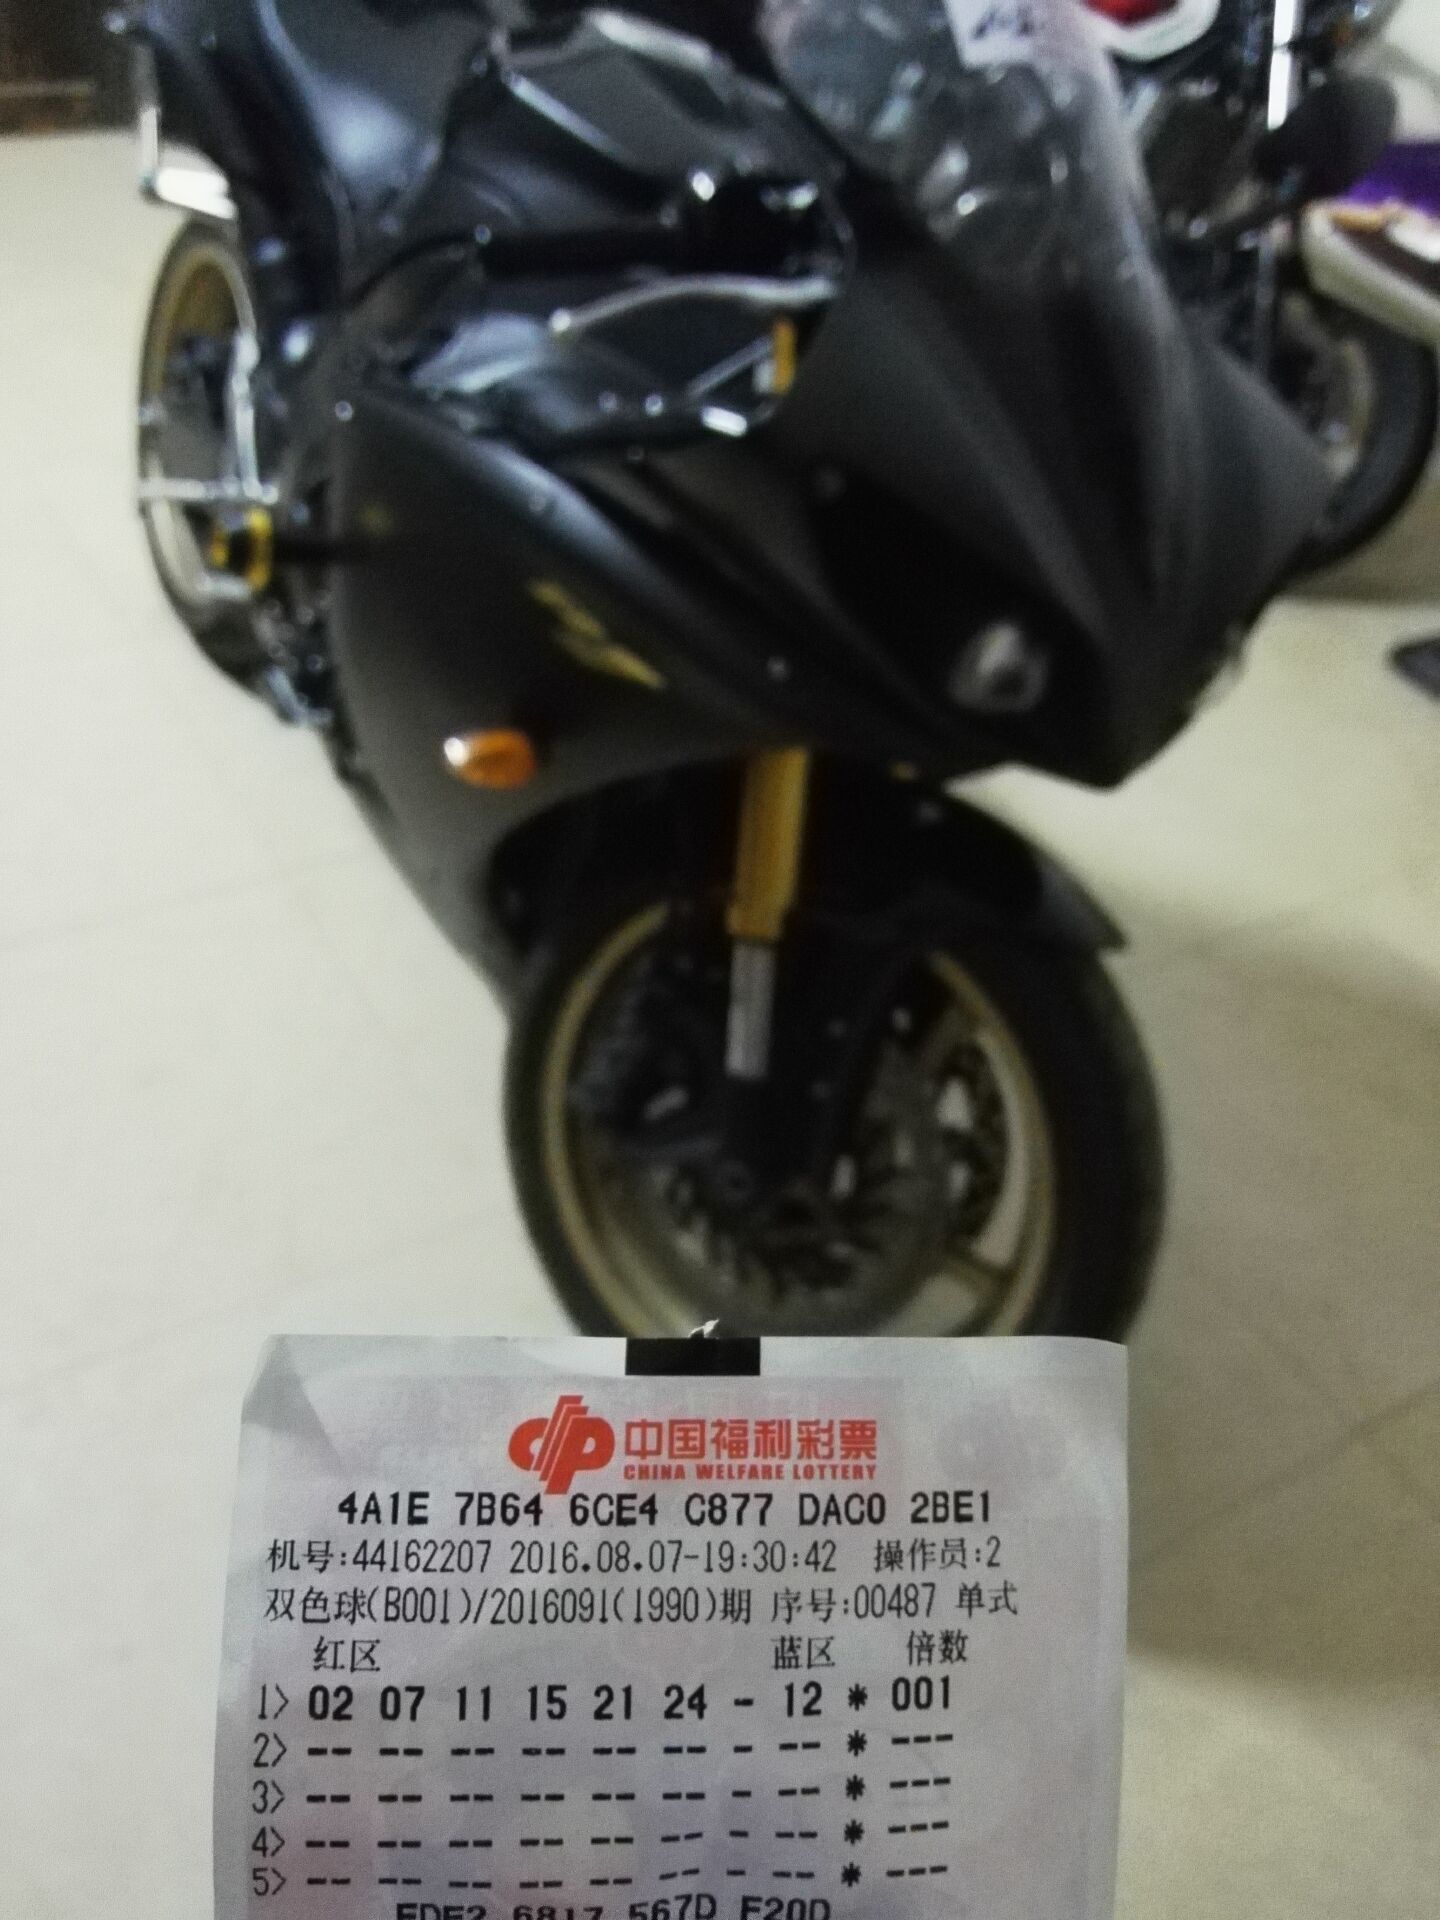 中国福利彩票
CHINA WELFARE LOTTERY
4A1E 7B64 6CE4 C877 DAC0 2BE1
机号:44162207 2016.08.07-19:30:42 操作员:2
双色球(B001)/2016091(1990)期 序号:00487 单式
红区 蓝区 倍数
1> 02 07 11 15 21 24 - 12 * 001
2> -- -- -- -- -- -- - -- * ---
3> -- -- -- -- -- -- - -- * ---
4> -- -- -- -- -- -- - -- * ---
5> -- -- -- -- -- -- - -- * ---
6817 567D